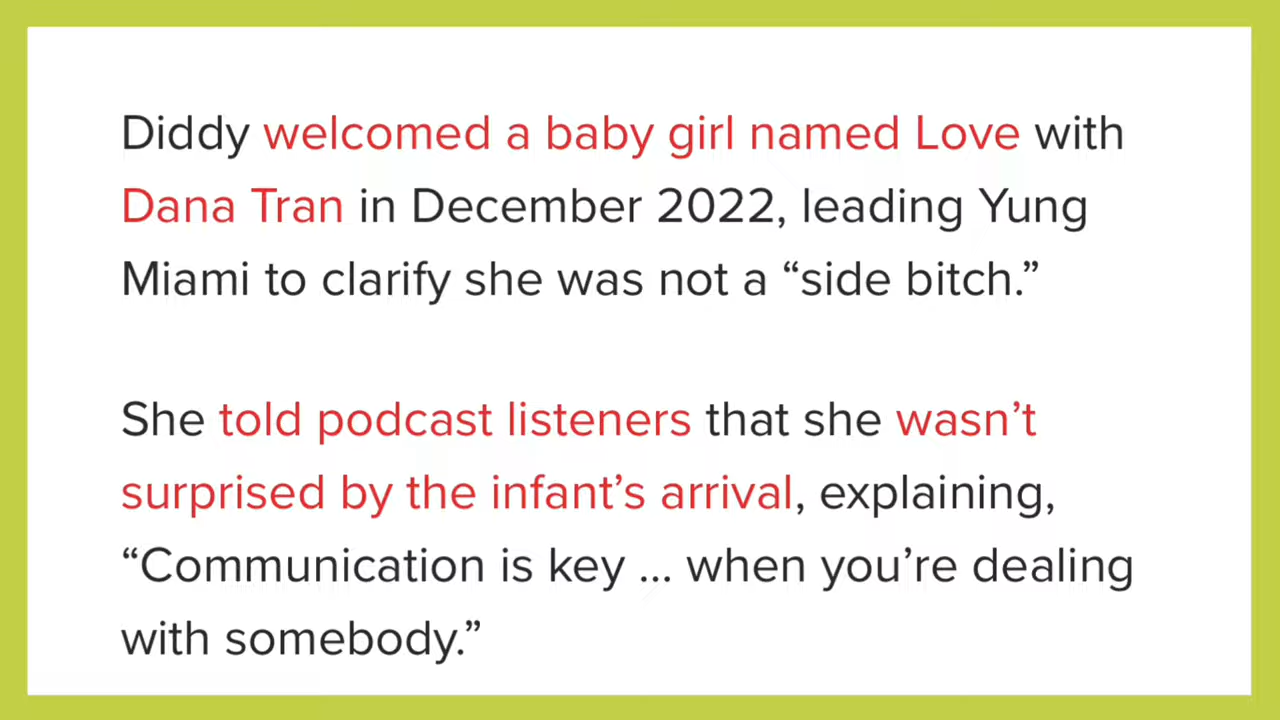 Diddy welcomed a baby girl named Love with
Dana Tran in December 2022, leading Yung
Miami to clarify she was not a “side bitch.”
She told podcast listeners that she wasn’t
surprised by the infant’s arrival, explaining,
“Communication is key ... when you’re dealing
with somebody.”